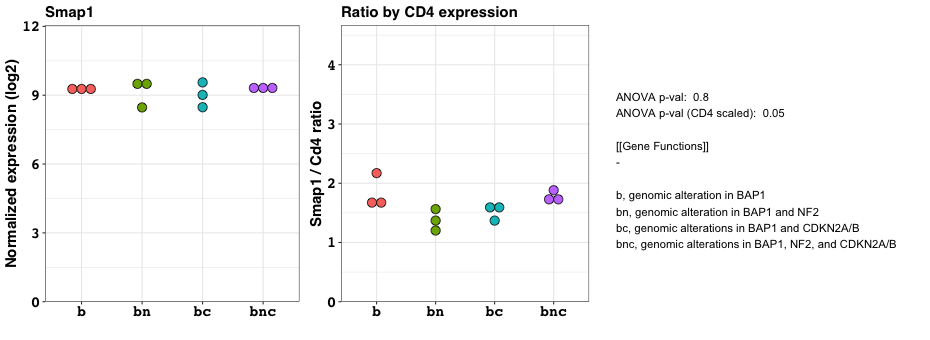 Smap1
Normalized expression (log2)
12
9
6
3
0
b bn bc bnc
Ratio by CD4 expression
Smap1 / Cd4 ratio
4
3
2
1
0
b bn bc bnc
ANOVA p-val:  0.8
ANOVA p-val (CD4 scaled):  0.05
[[Gene Functions]]
-
b, genomic alteration in BAP1
bn, genomic alteration in BAP1 and NF2
bc, genomic alterations in BAP1 and CDKN2A/B
bnc, genomic alterations in BAP1, NF2, and CDKN2A/B